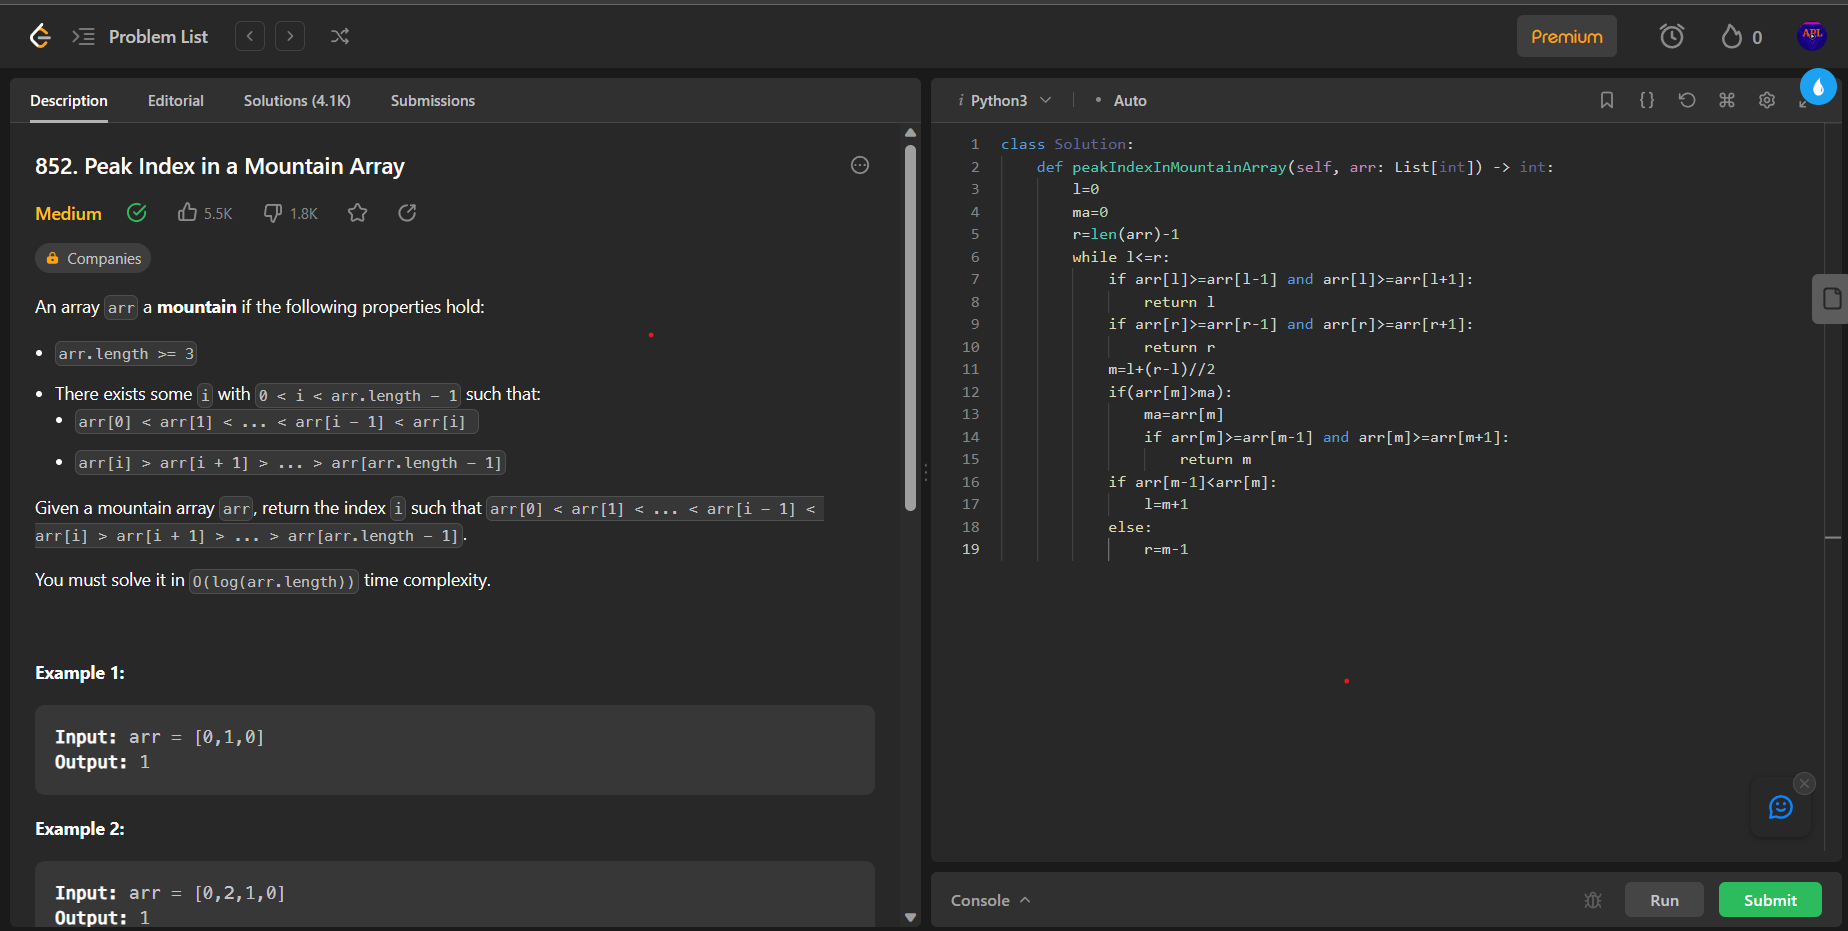 Problem List
Premium
0
APL
Description
Editorial
Solutions (4.1K)
Submissions
852. Peak Index in a Mountain Array
Medium
5.5K
1.8K
Companies
An array arr a mountain if the following properties hold:
• arr.length >= 3
• There exists some i with 0 < i < arr.length - 1 such that:
• arr[0] < arr[1] < ... < arr[i - 1] < arr[i]
• arr[i] > arr[i + 1] > ... > arr[arr.length - 1]
Given a mountain array arr, return the index i such that arr[0] < arr[1] < ... < arr[i - 1] <
arr[i] > arr[i + 1] > ... > arr[arr.length - 1].
You must solve it in O(log(arr.length)) time complexity.
Example 1:
Input: arr = [0,1,0]
Output: 1
Example 2:
Input: arr = [0,2,1,0]
Output: 1
i Python3
• Auto
1 class Solution:
2 def peakIndexInMountainArray(self, arr: List[int]) -> int:
3 l=0
4 ma=0
5 r=len(arr)-1
6 while l<=r:
7 if arr[l]>=arr[l-1] and arr[l]>=arr[l+1]:
8 return l
9 if arr[r]>=arr[r-1] and arr[r]>=arr[r+1]:
10 return r
11 m=l+(r-l)//2
12 if(arr[m]>ma):
13 ma=arr[m]
14 if arr[m]>=arr[m-1] and arr[m]>=arr[m+1]:
15 return m
16 if arr[m-1]<arr[m]:
17 l=m+1
18 else:
19 r=m-1
Console
Run
Submit